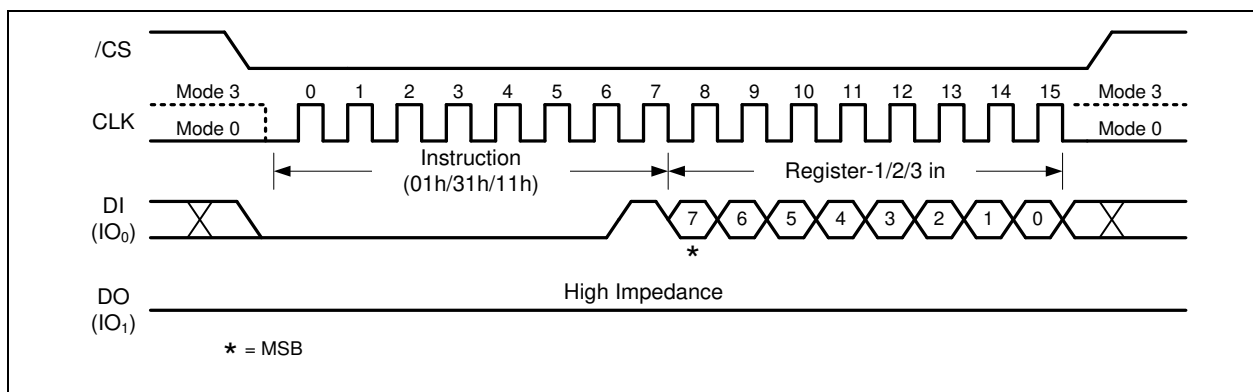 /CS
Mode 3 0 1 2 3 4 5 6 7 8 9 10 11 12 13 14 15 Mode 3
CLK
Mode 0 Mode 0
Instruction
(01h/31h/11h)
Register-1/2/3 in
DI
(IO₀)
7 6 5 4 3 2 1 0
*
High Impedance
DO
(IO₁)
* = MSB